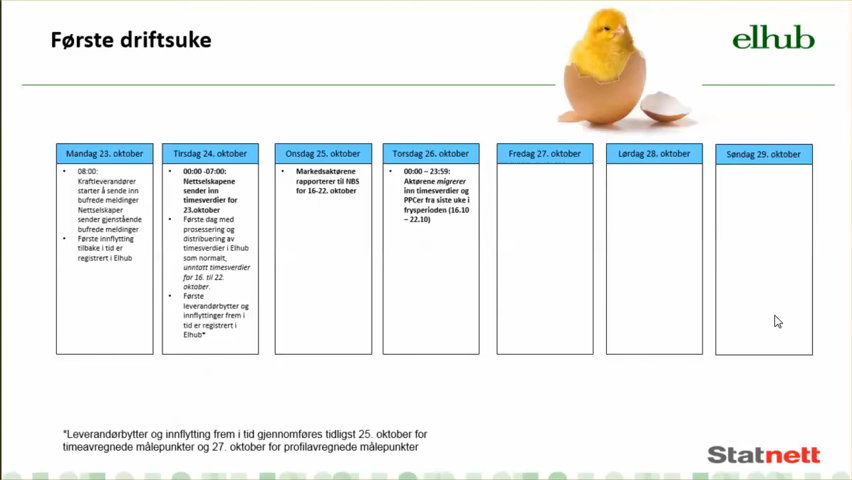 Første driftsuke
elhub
Mandag 23. oktober
• 08:00:
Kraftleverandører
starter å sende inn
bufrede meldinger
Nettselskaper
sender gjenstående
bufrede meldinger
• Første innflytting
tilbake i tid er
registrert i Elhub
Tirsdag 24. oktober
• 00:00 -07:00:
Nettselskapene
sender inn
timesverdier for
23.oktober
• Første dag med
prosessering og
distribuering av
timesverdier i Elhub
som normalt,
unntatt timesverdier
for 16. til 22.
oktober.
• Første
leverandørbytter og
innflyttinger frem i
tid er registrert i
Elhub*
Onsdag 25. oktober
• Markedsaktørene
rapporterer til NBS
for 16-22. oktober
Torsdag 26. oktober
• 00:00 – 23:59:
Aktørene migrerer
inn timesverdier og
PPCer fra siste uke i
frysperioden (16.10
– 22.10)
Fredag 27. oktober
Lørdag 28. oktober
Søndag 29. oktober
*Leverandørbytter og innflytting frem i tid gjennomføres tidligst 25. oktober for
timeavregnede målepunkter og 27. oktober for profilavregnede målepunkter
Statnett